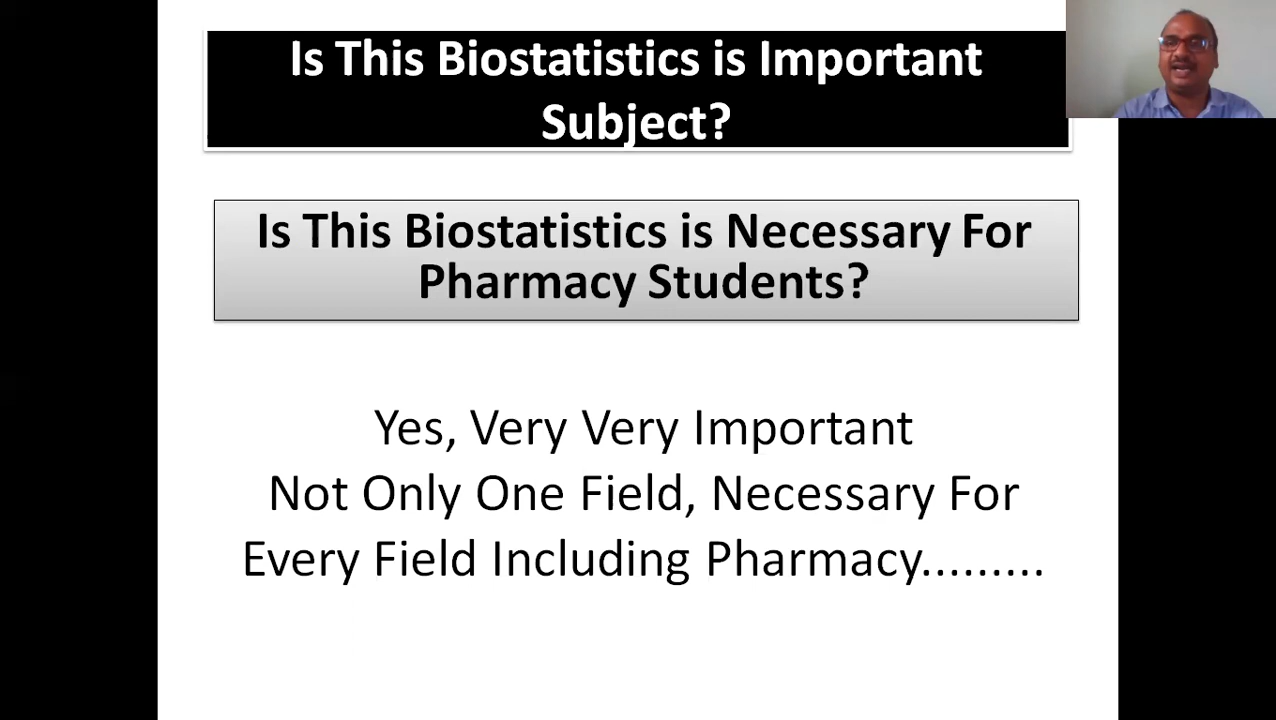 Is This Biostatistics is Important
Subject?
Is This Biostatistics is Necessary For
Pharmacy Students?
Yes, Very Very Important
Not Only One Field, Necessary For
Every Field Including Pharmacy.........